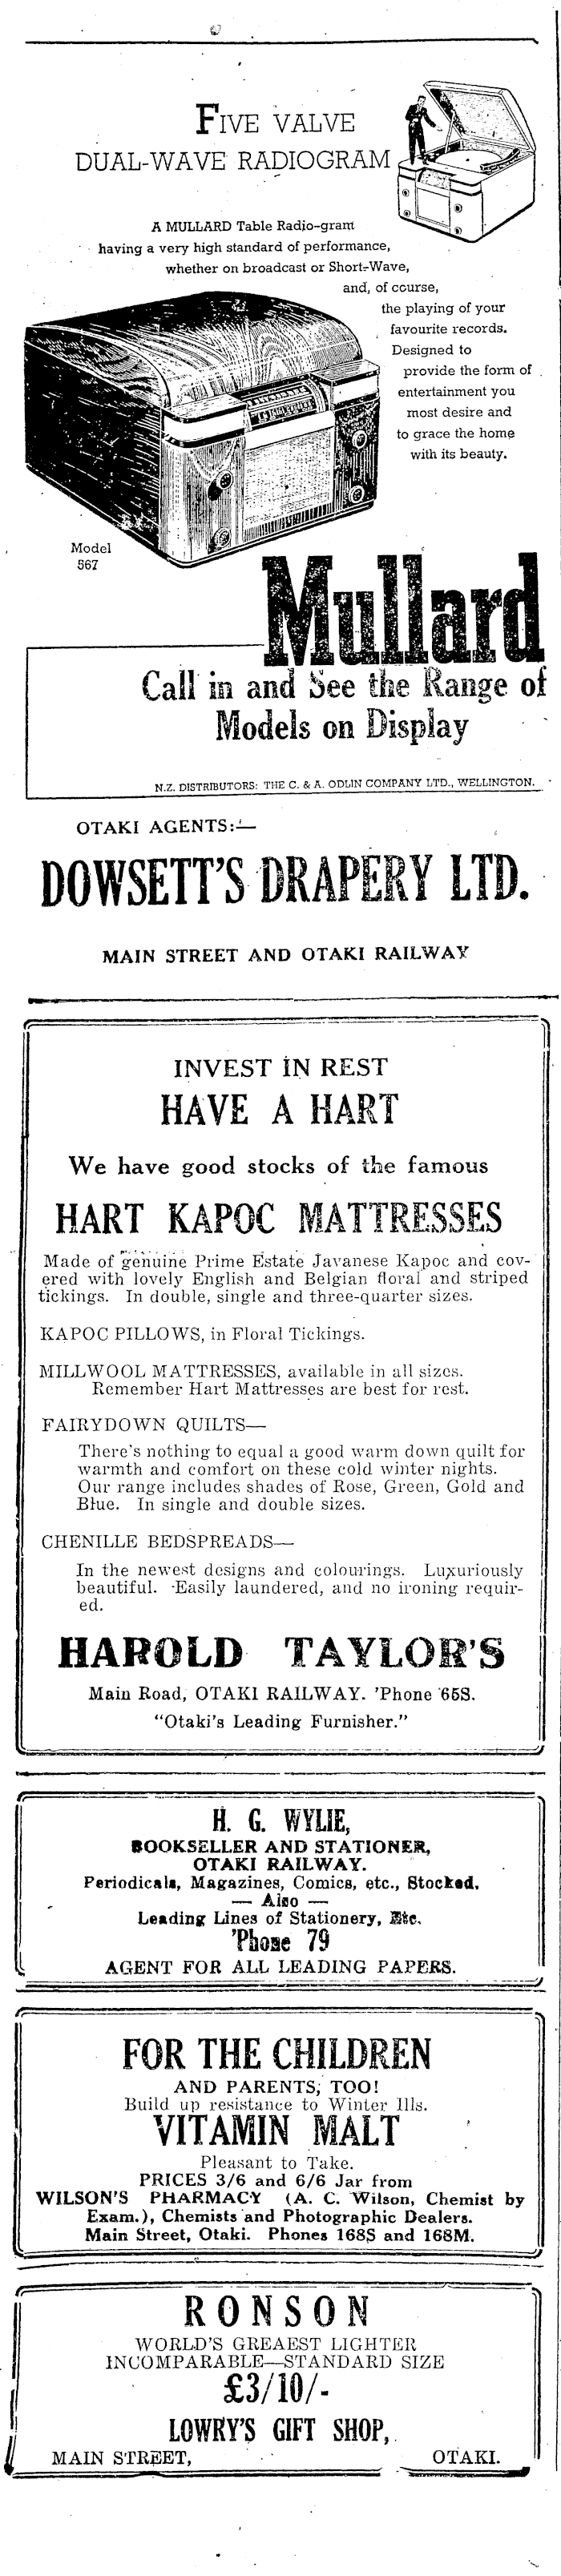 FIVE VALVE
DUAL-WAVE RADIOGRAM
A MULLARD Table Radio-gram
having a very high standard of performance,
whether on broadcast or Short-Wave,
and, of course,
the playing of your
favourite records.
Designed to
provide the form of
entertainment you
most desire and
to grace the home
with its beauty.
Model
567
Mullard
Call in and See the Range of
Models on Display
N.Z. DISTRIBUTORS: THE C. & A. ODLIN COMPANY LTD., WELLINGTON.
OTAKI AGENTS:—
DOWSETT'S DRAPERY LTD.
MAIN STREET AND OTAKI RAILWAY
INVEST IN REST
HAVE A HART
We have good stocks of the famous
HART KAPOC MATTRESSES
Made of genuine Prime Estate Javanese Kapoc and cov-
ered with lovely English and Belgian floral and striped
tickings. In double, single and three-quarter sizes.
KAPOC PILLOWS, in Floral Tickings.
MILLWOOL MATTRESSES, available in all sizes.
Remember Hart Mattresses are best for rest.
FAIRYDOWN QUILTS—
There's nothing to equal a good warm down quilt for
warmth and comfort on these cold winter nights.
Our range includes shades of Rose, Green, Gold and
Blue. In single and double sizes.
CHENILLE BEDSPREADS—
In the newest designs and colourings. Luxuriously
beautiful. Easily laundered, and no ironing requir-
ed.
HAROLD TAYLOR'S
Main Road, OTAKI RAILWAY. 'Phone 65S.
"Otaki's Leading Furnisher."
H. G. WYLIE,
BOOKSELLER AND STATIONER,
OTAKI RAILWAY.
Periodicals, Magazines, Comics, etc., Stocked.
— Also —
Leading Lines of Stationery, Etc.
'Phone 79
AGENT FOR ALL LEADING PAPERS.
FOR THE CHILDREN
AND PARENTS, TOO!
Build up resistance to Winter Ills.
VITAMIN MALT
Pleasant to Take.
PRICES 3/6 and 6/6 Jar from
WILSON'S PHARMACY (A. C. Wilson, Chemist by
Exam.), Chemists and Photographic Dealers.
Main Street, Otaki. Phones 168S and 168M.
RONSON
WORLD'S GREAEST LIGHTER
INCOMPARABLE—STANDARD SIZE
£3/10/-
LOWRY'S GIFT SHOP,
MAIN STREET, OTAKI.